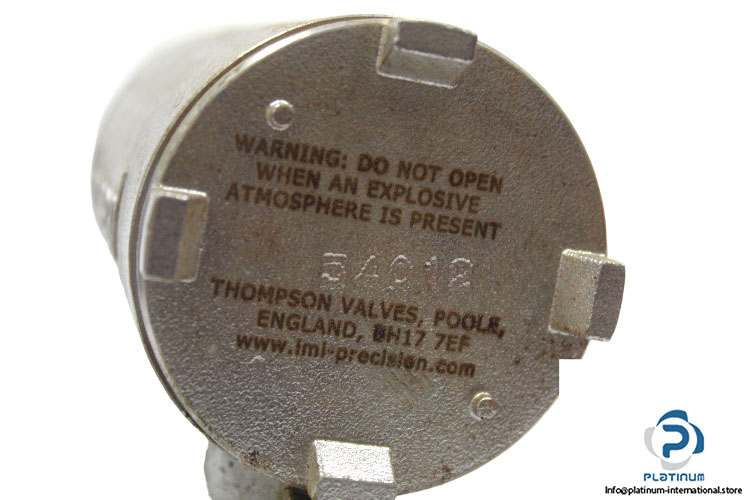 WARNING: DO NOT OPEN
WHEN AN EXPLOSIVE
ATMOSPHERE IS PRESENT
54012
THOMPSON VALVES, POOLE,
ENGLAND, BH17 7EF
www.imi-precision.com
PLATINUM
Info@platinum-international.store